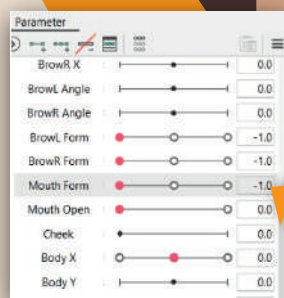 Parameter
BrowR X 0.0
BrowL Angle 0.0
BrowR Angle 0.0
BrowL Form -1.0
BrowR Form -1.0
Mouth Form -1.0
Mouth Open 0.0
Cheek 0.0
Body X 0.0
Body Y 0.0